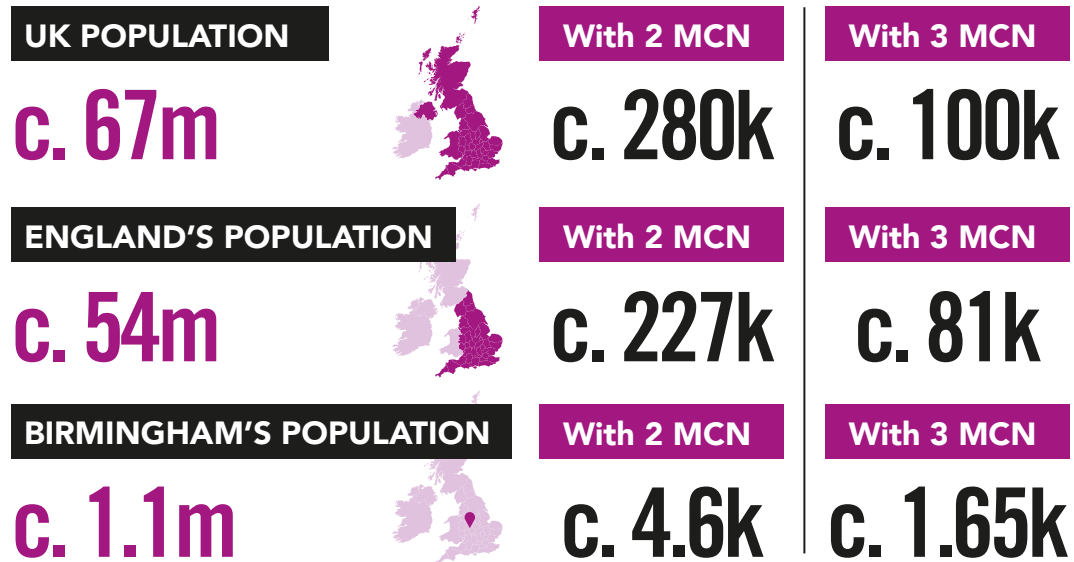 UK POPULATION
With 2 MCN
With 3 MCN
c. 67m
c. 280k
c. 100k
ENGLAND’S POPULATION
With 2 MCN
With 3 MCN
c. 54m
c. 227k
c. 81k
BIRMINGHAM’S POPULATION
With 2 MCN
With 3 MCN
c. 1.1m
c. 4.6k
c. 1.65k